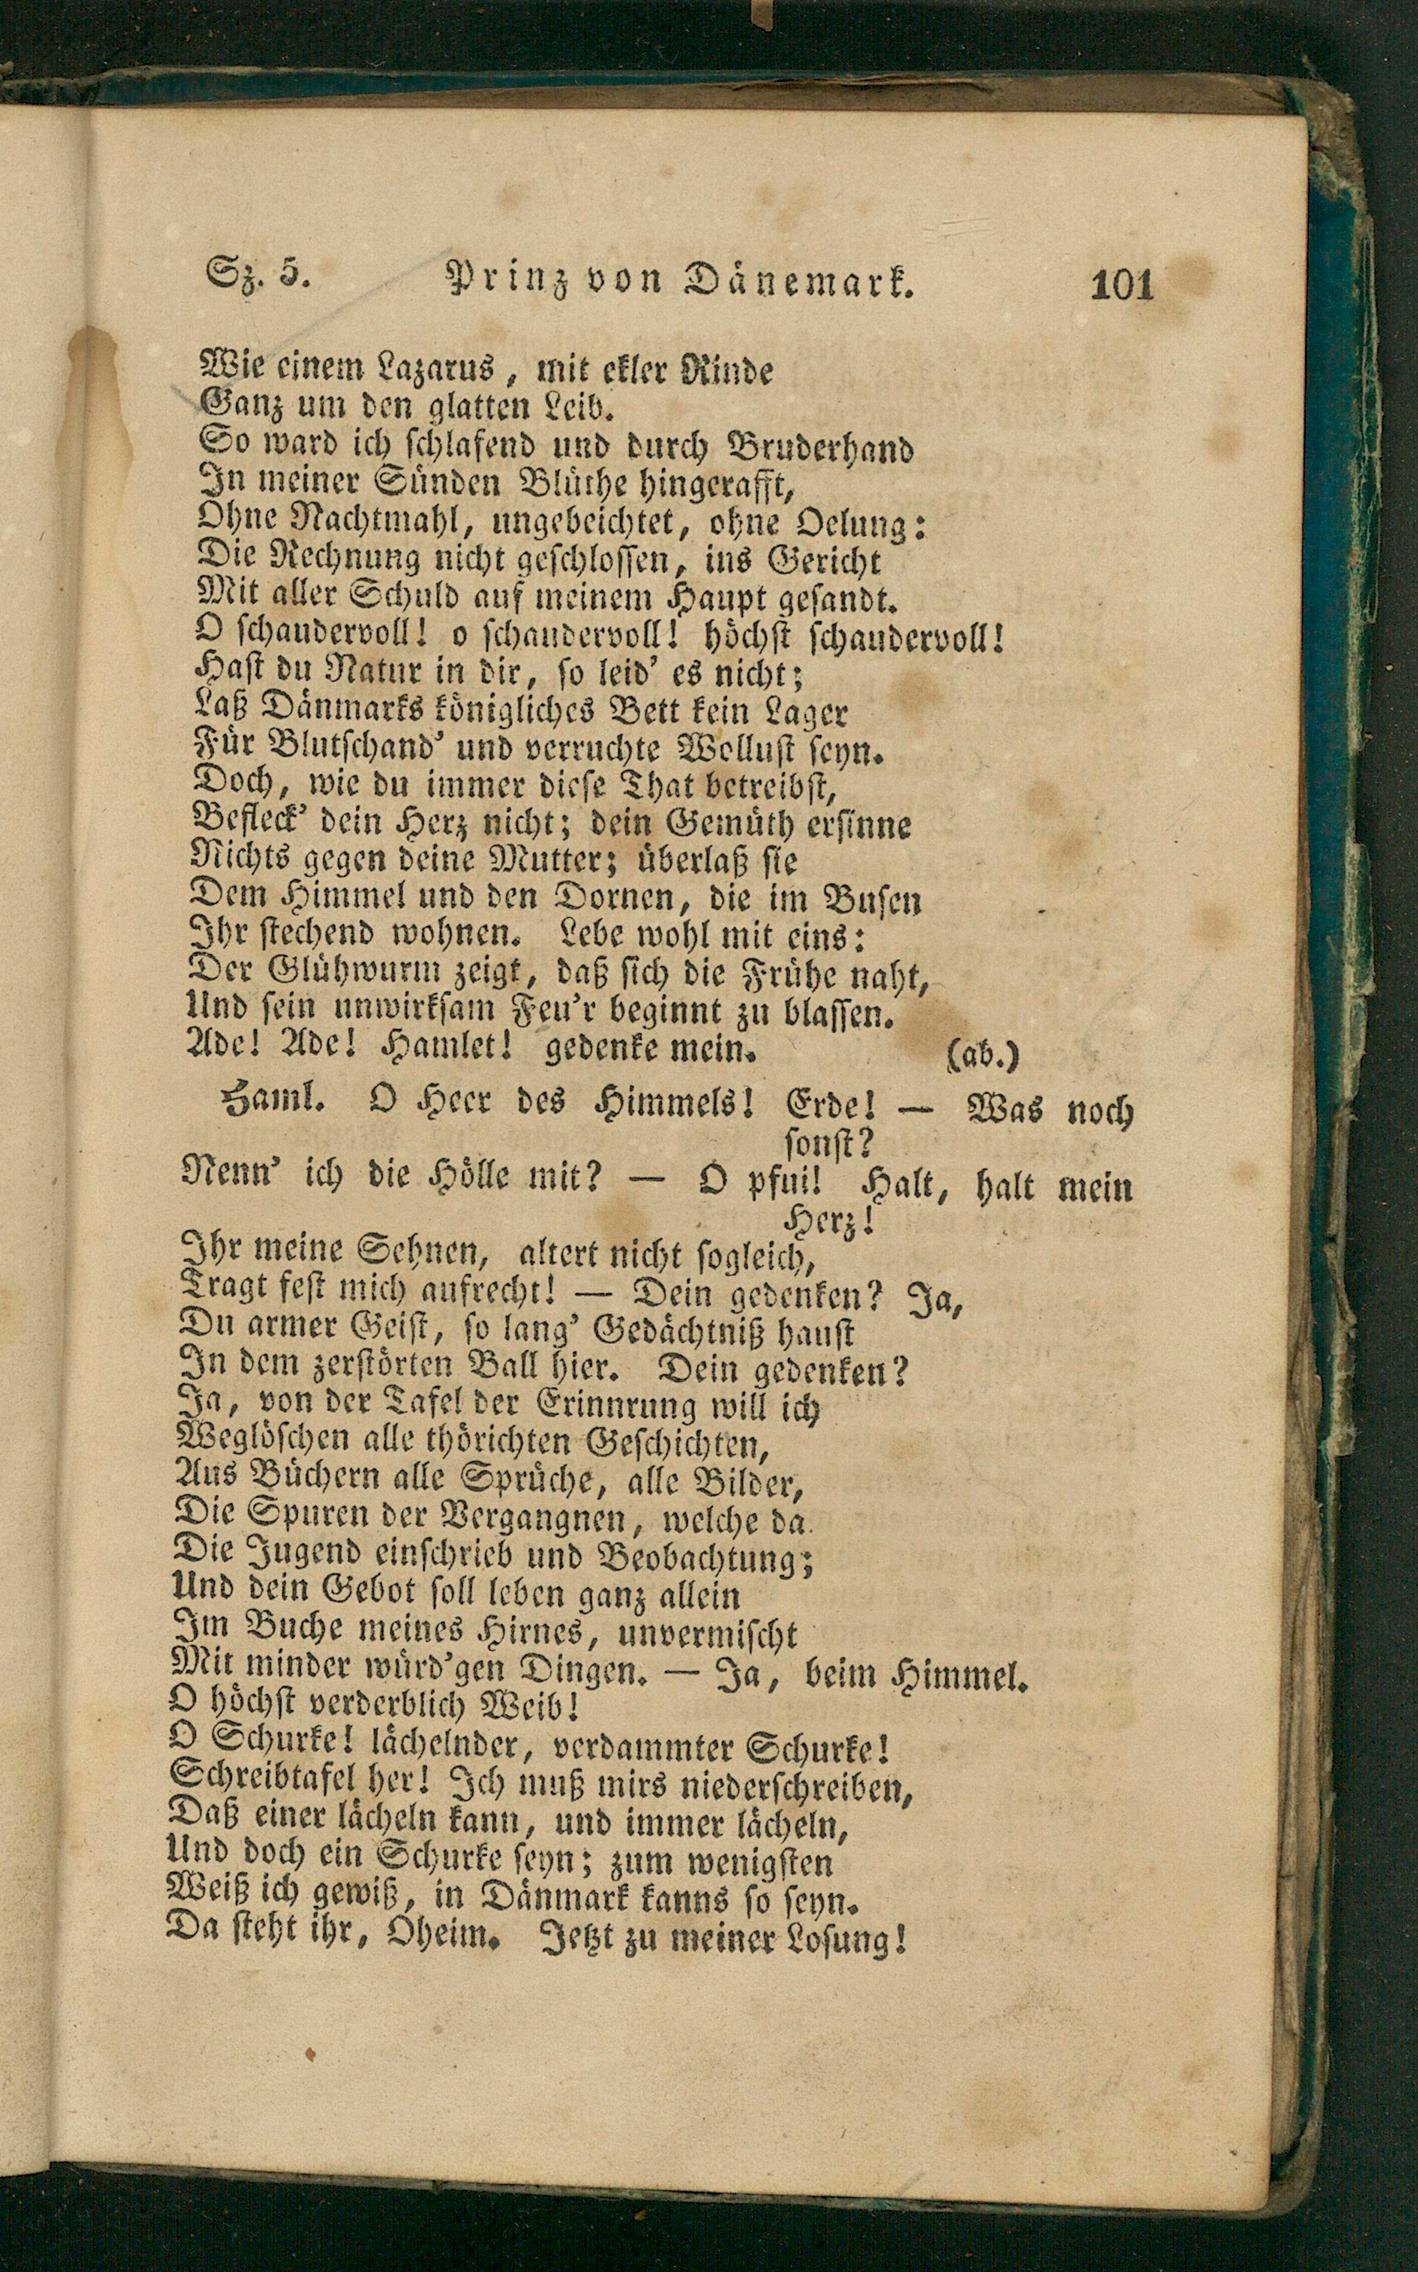 Sz. 5. Prinz von Dänemark. 101
Wie einem Lazarus, mit ekler Rinde
Ganz um den glatten Leib.
So ward ich schlafend und durch Bruderhand
In meiner Sünden Blüthe hingerafft,
Ohne Nachtmahl, ungebeichtet, ohne Oelung:
Die Rechnung nicht geschlossen, ins Gericht
Mit aller Schuld auf meinem Haupt gesandt.
O schaudervoll! o schaudervoll! höchst schaudervoll!
Hast du Natur in dir, so leid' es nicht;
Laß Dänmarks königliches Bett kein Lager
Für Blutschand' und verruchte Wollust seyn.
Doch, wie du immer diese That betreibst,
Befleck' dein Herz nicht; dein Gemüth ersinne
Nichts gegen deine Mutter; überlaß sie
Dem Himmel und den Dornen, die im Busen
Ihr stechend wohnen. Lebe wohl mit eins:
Der Glühwurm zeigt, daß sich die Frühe naht,
Und sein unwirksam Feu'r beginnt zu blassen.
Ade! Ade! Hamlet! gedenke mein. (ab.)
Haml. O Heer des Himmels! Erde! — Was noch
sonst?
Nenn' ich die Hölle mit? — O pfui! Halt, halt mein
Herz!
Ihr meine Sehnen, altert nicht sogleich,
Tragt fest mich aufrecht! — Dein gedenken? Ja,
Du armer Geist, so lang' Gedächtniß haust
In dem zerstörten Ball hier. Dein gedenken?
Ja, von der Tafel der Erinnrung will ich
Weglöschen alle thörichten Geschichten,
Aus Büchern alle Sprüche, alle Bilder,
Die Spuren der Vergangnen, welche da
Die Jugend einschrieb und Beobachtung;
Und dein Gebot soll leben ganz allein
Im Buche meines Hirnes, unvermischt
Mit minder würd'gen Dingen. — Ja, beim Himmel.
O höchst verderblich Weib!
O Schurke! lächelnder, verdammter Schurke!
Schreibtafel her! Ich muß mirs niederschreiben,
Daß einer lächeln kann, und immer lächeln,
Und doch ein Schurke seyn; zum wenigsten
Weiß ich gewiß, in Dänmark kanns so seyn.
Da steht ihr, Oheim. Jetzt zu meiner Losung!